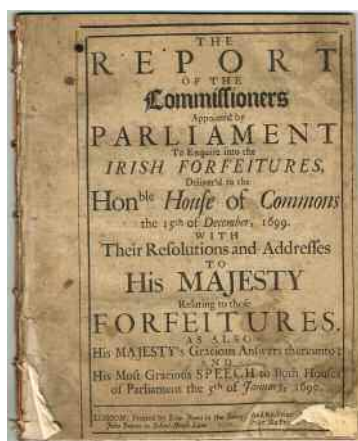 THE
REPORT
OF THE
Commissioners
Appointed by
PARLIAMENT
To Enquire into the
IRISH FORFEITURES,
Deliver'd to the
Honble House of Commons
the 15th of December, 1699.
WITH
Their Resolutions and Addresses
TO
His MAJESTY
Relating to those
FORFEITURES.
AS ALSO
His MAJESTY's Gracious Answers thereunto:
AND
His Most Gracious SPEECH to Both Houses
of Parliament the 5th of January,
LONDON; Printed for